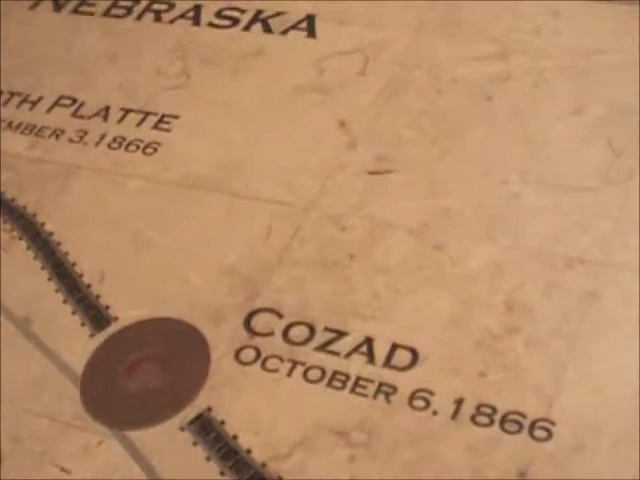 NEBRASKA
TH PLATTE
EMBER 3, 1866
COZAD
OCTOBER 6, 1866